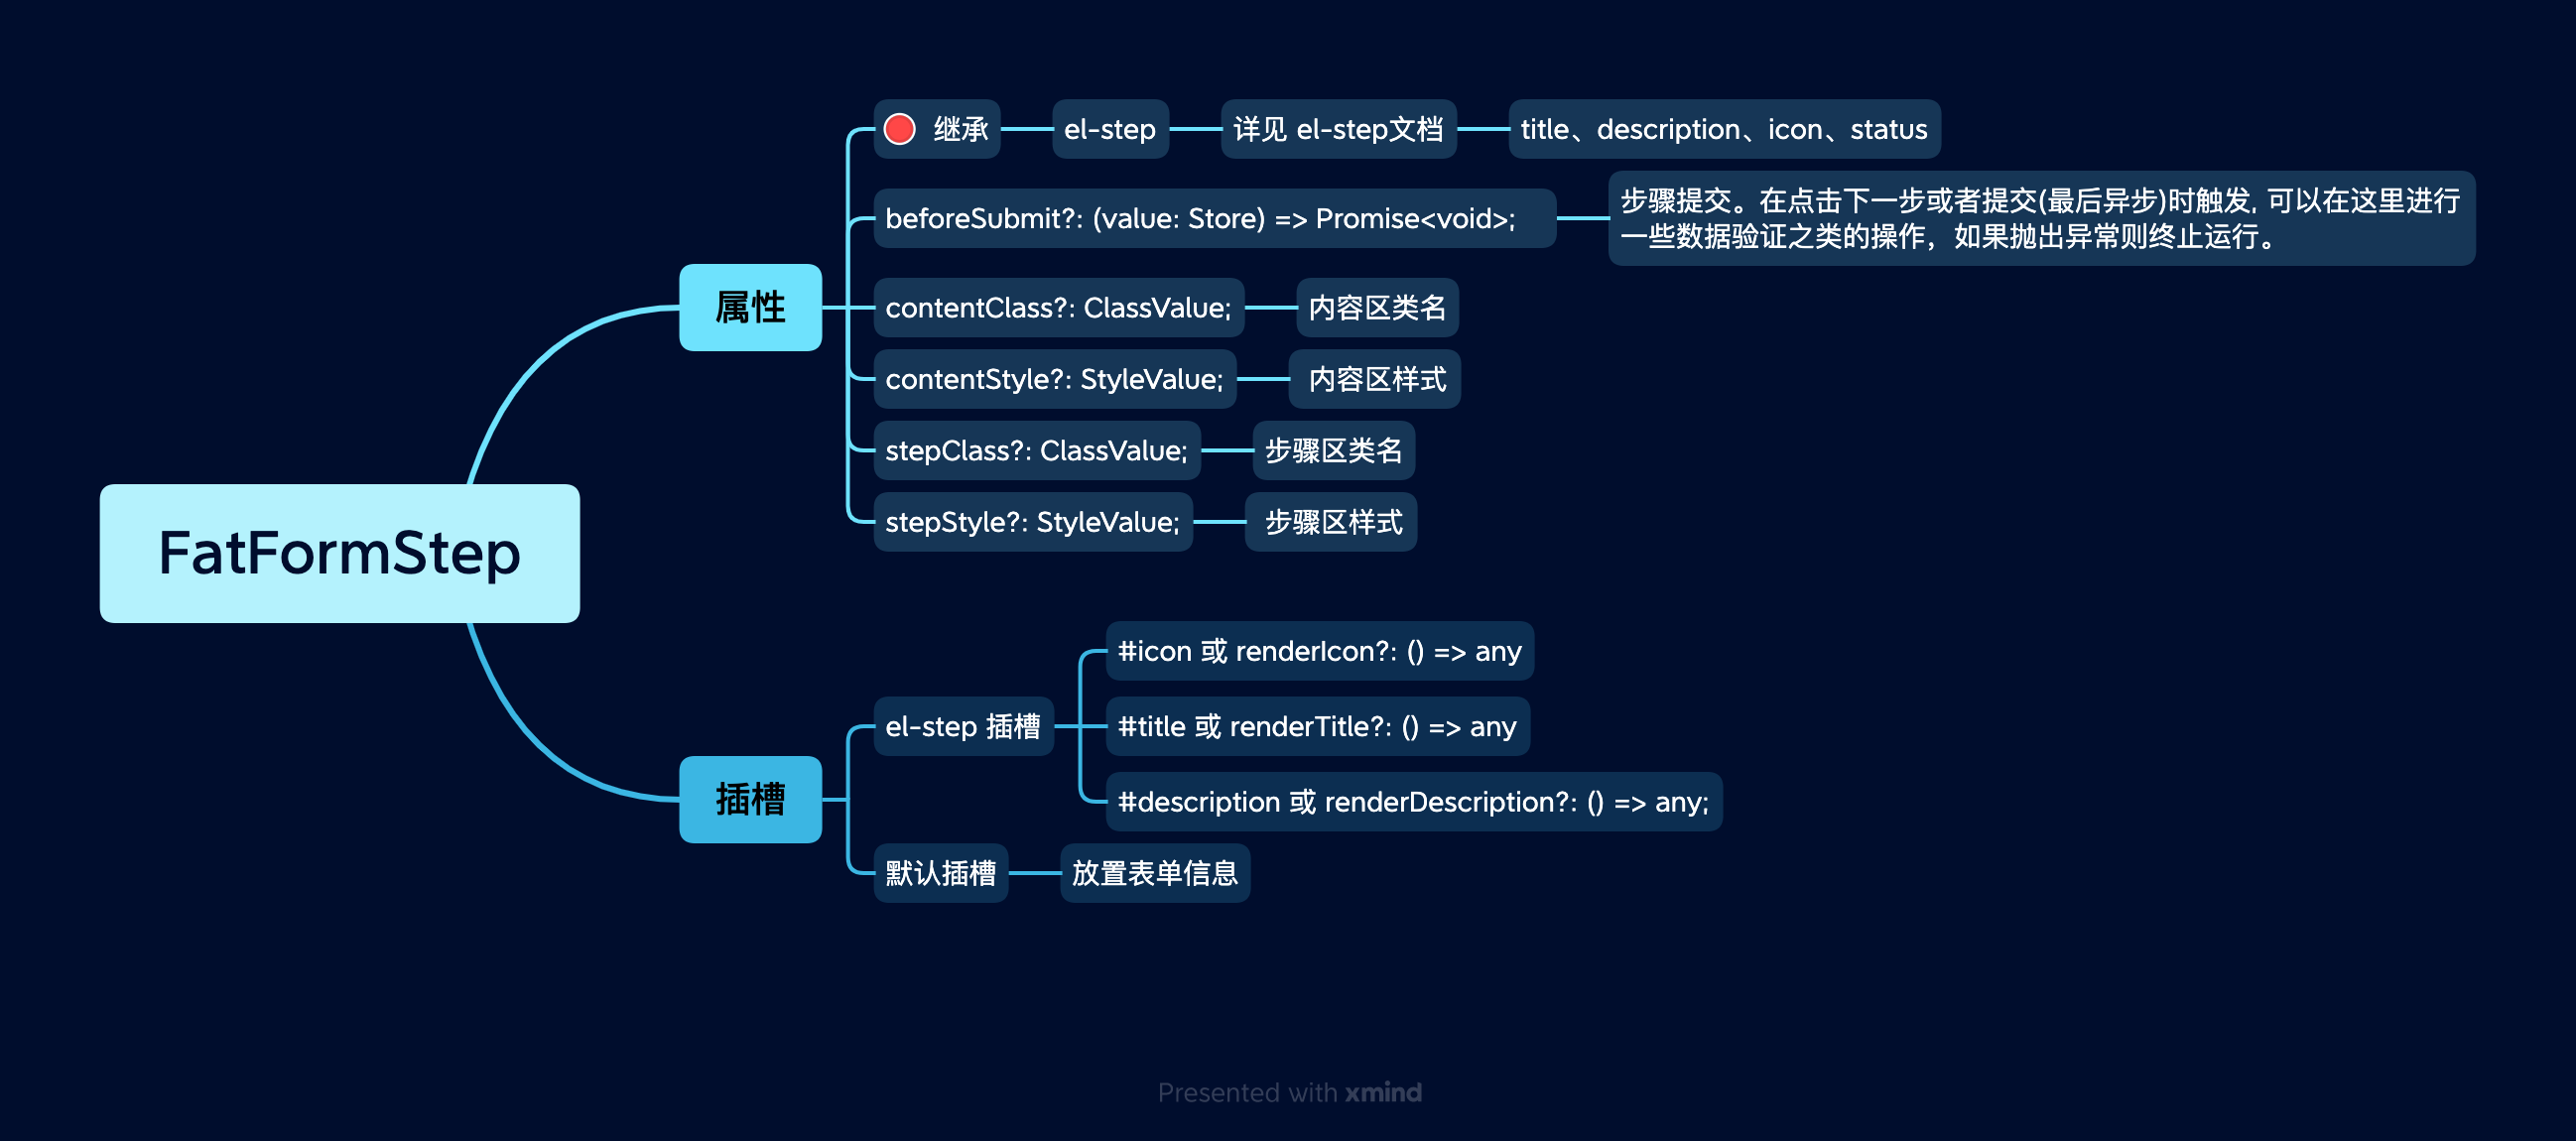 FatFormStep
属性
继承
el-step
详见 el-step文档
title、description、icon、status
beforeSubmit?: (value: Store) => Promise<void>;
步骤提交。在点击下一步或者提交(最后异步)时触发, 可以在这里进行
一些数据验证之类的操作，如果抛出异常则终止运行。
contentClass?: ClassValue;
内容区类名
contentStyle?: StyleValue;
内容区样式
stepClass?: ClassValue;
步骤区类名
stepStyle?: StyleValue;
步骤区样式
插槽
el-step 插槽
#icon 或 renderIcon?: () => any
#title 或 renderTitle?: () => any
#description 或 renderDescription?: () => any;
默认插槽
放置表单信息
Presented with xmind